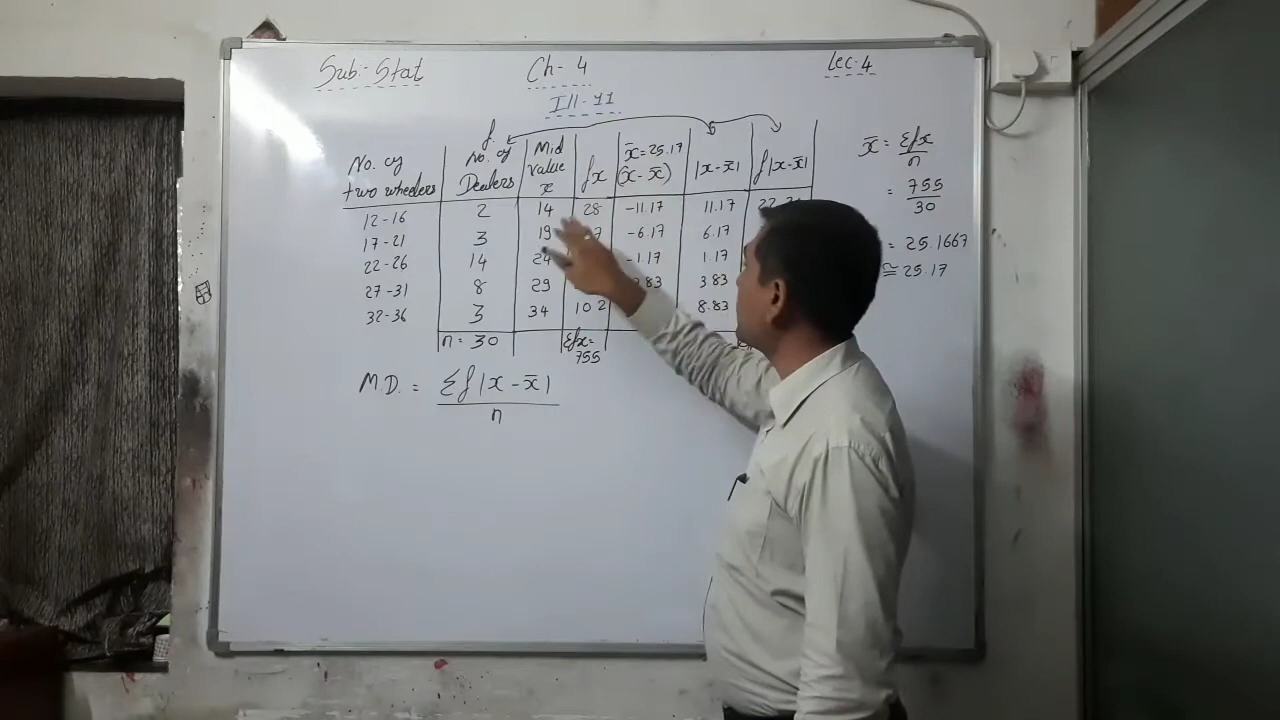 Sub:- Stat Ch- 4 Lec-4
Ill-11
f
No. of two wheelers | No. of Dealers | Mid value x | fx | x̄ = 25.17 (x - x̄) | |x - x̄| | f |x - x̄|
12-16 2 14 28 -11.17 11.17
17-21 3 19 -6.17 6.17
22-26 14 24 -1.17 1.17
27-31 8 29 3.83
32-36 3 34 102 8.83
n = 30 Σfx = 755
M.D. = Σf |x - x̄| / n
x̄ = Σfx / n
= 755 / 30
= 25.1667
≅ 25.17